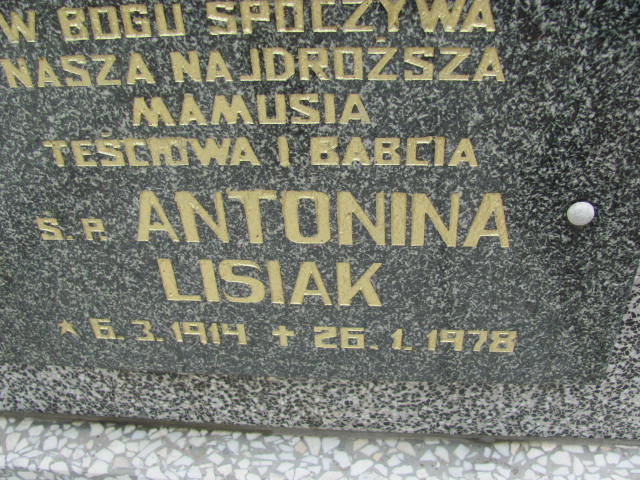 W BOGU SPOCZYWA
NASZA NAJDROŻSZA
MAMUSIA
TEŚCIOWA I BABCIA
S. P. ANTONINA
LISIAK
* 6. 3. 1914 + 26. 1. 1978